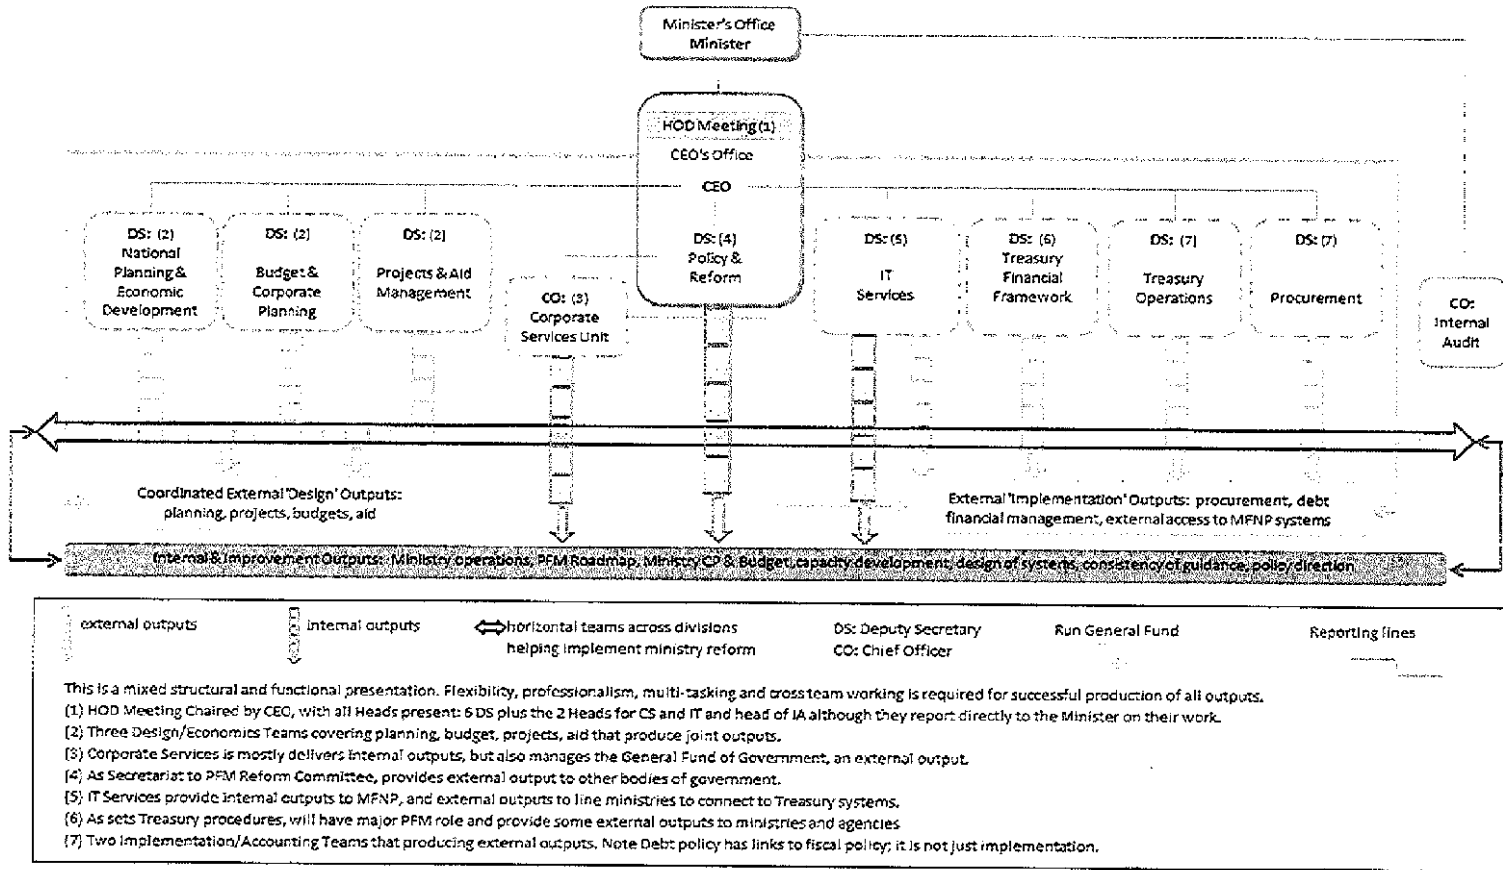 Minister's Office
Minister
HOD Meeting (1)
CEO's Office
CEO
DS: (2)
National
Planning &
Economic
Development
DS: (2)
Budget &
Corporate
Planning
DS: (2)
Projects & Aid
Management
CO: (3)
Corporate
Services Unit
DS: (4)
Policy &
Reform
DS: (5)
IT
Services
DS: (6)
Treasury
Financial
Framework
DS: (7)
Treasury
Operations
DS: (7)
Procurement
CO:
Internal
Audit
Coordinated External 'Design' Outputs:
planning, projects, budgets, aid
External 'Implementation' Outputs: procurement, debt
financial management, external access to MFNP systems
Internal & Improvement Outputs: Ministry operations, PFM Roadmap, Ministry CP & Budget, capacity development, design of systems, consistency of guidance, policy direction
external outputs
internal outputs
horizontal teams across divisions
helping implement ministry reform
DS: Deputy Secretary
CO: Chief Officer
Run General Fund
Reporting lines
This is a mixed structural and functional presentation. Flexibility, professionalism, multi-tasking and cross team working is required for successful production of all outputs.
(1) HOD Meeting Chaired by CEO, with all Heads present: 6 DS plus the 2 Heads for CS and IT and head of IA although they report directly to the Minister on their work.
(2) Three Design/Economics Teams covering planning, budget, projects, aid that produce joint outputs.
(3) Corporate Services is mostly delivers internal outputs, but also manages the General Fund of Government, an external output.
(4) As Secretariat to PFM Reform Committee, provides external output to other bodies of government.
(5) IT Services provide internal outputs to MFNP, and external outputs to line ministries to connect to Treasury systems.
(6) As sets Treasury procedures, will have major PFM role and provide some external outputs to ministries and agencies
(7) Two Implementation/Accounting Teams that producing external outputs. Note Debt policy has links to fiscal policy; it is not just implementation.